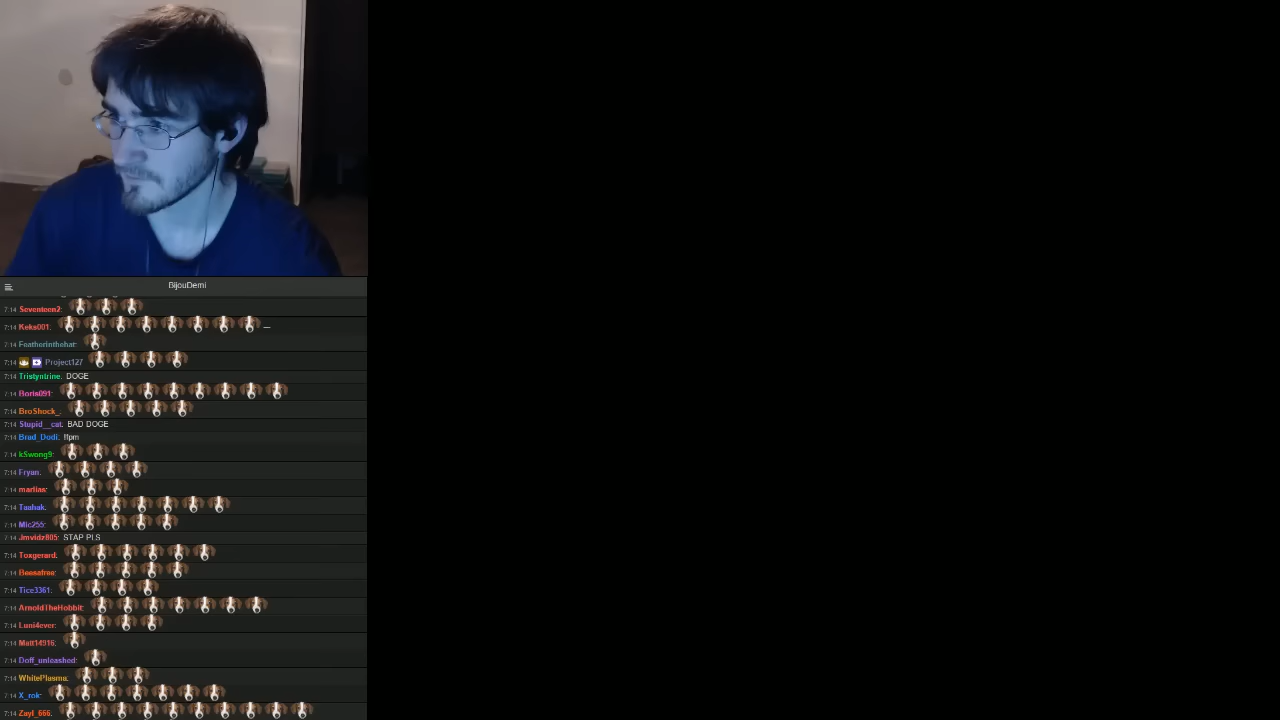 BijouDemi
7:14 Seventeen2:
7:14 Keks001:
7:14 Featherinthehat:
7:14 Project127
7:14 Tristyntrine: DOGE
7:14 Boris091:
7:14 BroShock_:
7:14 Stupid__cat: BAD DOGE
7:14 Brad_Dodi: !fpm
7:14 kSwong9:
7:14 Fryan:
7:14 marlias:
7:14 Taahak:
7:14 Mic255:
7:14 Jmvidz805: STAP PLS
7:14 Toxgerard:
7:14 Beesafree:
7:14 Tice3361:
7:14 ArnoldTheHobbit:
7:14 Luni4ever:
7:14 Matt14916:
7:14 Doff_unleashed:
7:14 WhitePlasma:
7:14 X_rok:
7:14 Zayl_666: